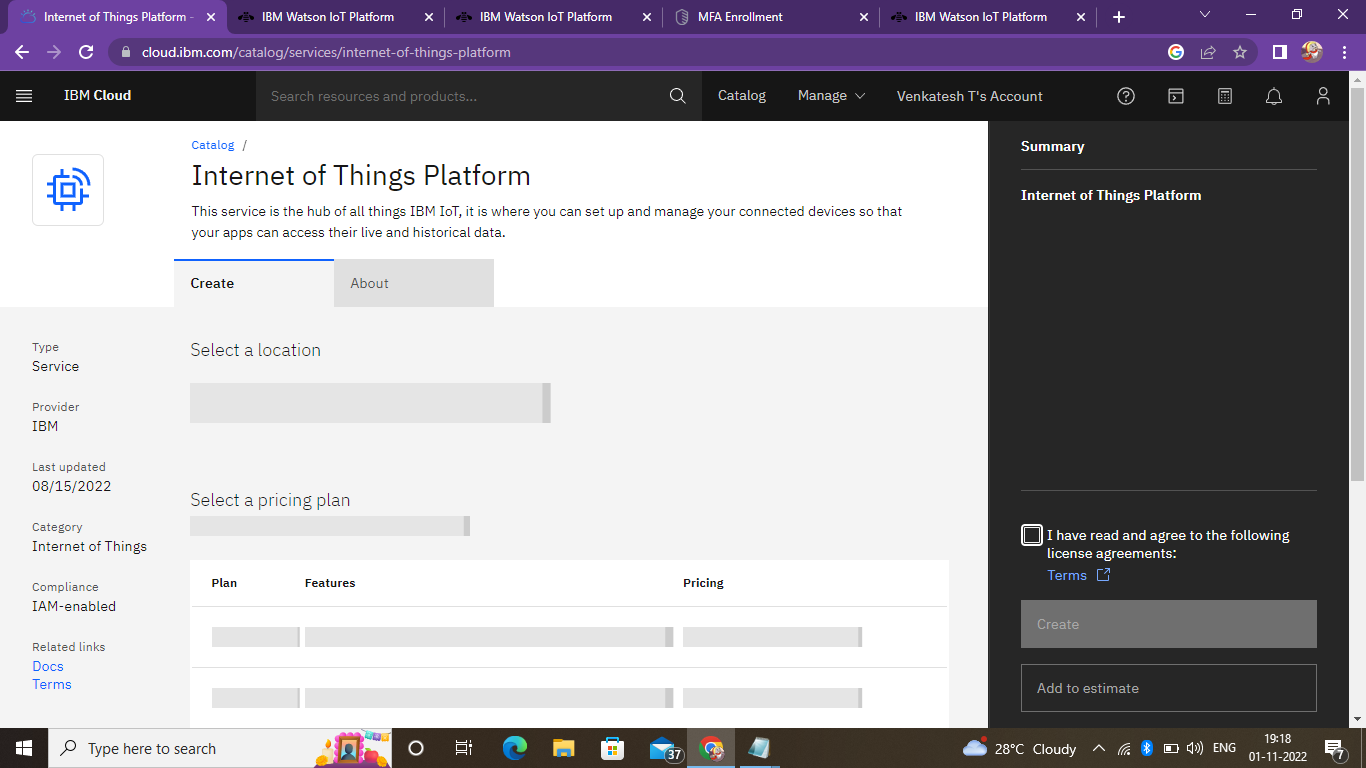 Internet of Things Platform -
IBM Watson IoT Platform
IBM Watson IoT Platform
MFA Enrollment
IBM Watson IoT Platform
cloud.ibm.com/catalog/services/internet-of-things-platform
IBM Cloud
Search resources and products...
Catalog
Manage
Venkatesh T's Account
Catalog /
Internet of Things Platform
This service is the hub of all things IBM IoT, it is where you can set up and manage your connected devices so that
your apps can access their live and historical data.
Create
About
Type
Service
Provider
IBM
Last updated
08/15/2022
Category
Internet of Things
Compliance
IAM-enabled
Related links
Docs
Terms
Select a location
Select a pricing plan
Plan
Features
Pricing
Summary
Internet of Things Platform
I have read and agree to the following
license agreements:
Terms
Create
Add to estimate
Type here to search
37
28°C Cloudy
ENG
19:18
01-11-2022
7